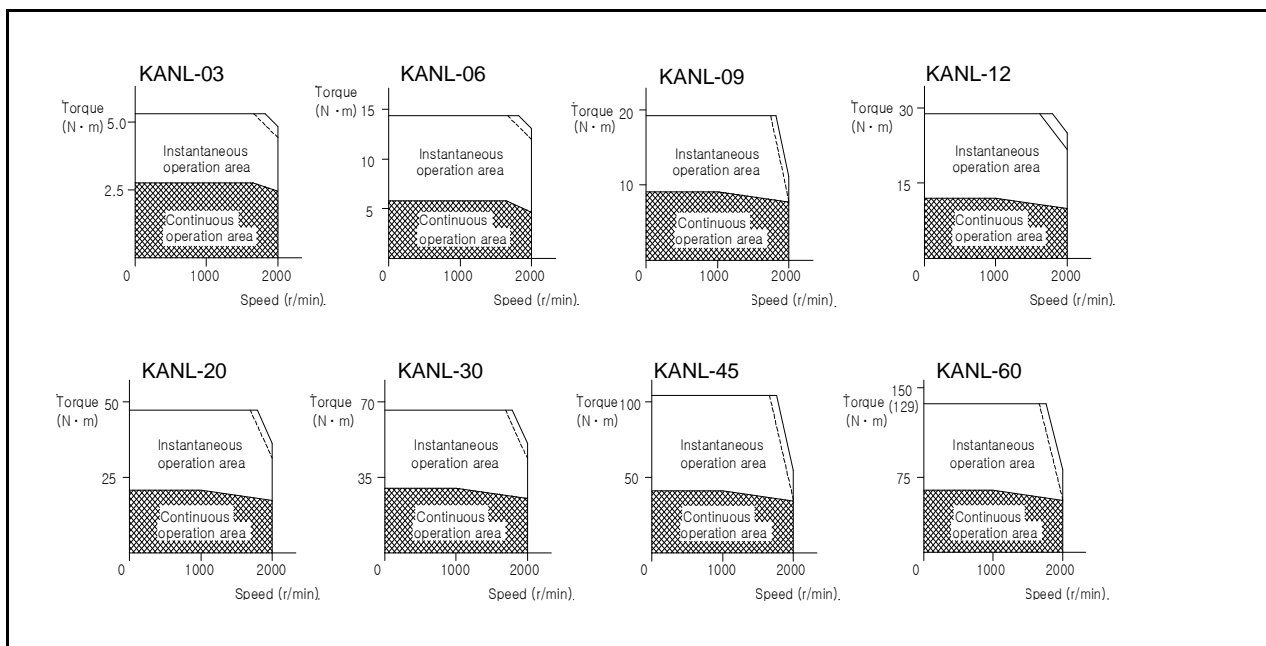 KANL-03
Torque
(N·m)
5.0
2.5
Instantaneous
operation area
Continuous
operation area
0
1000
2000
Speed (r/min).
KANL-06
Torque
(N·m)
15
10
5
Instantaneous
operation area
Continuous
operation area
0
1000
2000
Speed (r/min).
KANL-09
Torque
(N·m)
20
10
Instantaneous
operation area
Continuous
operation area
0
1000
2000
Speed (r/min).
KANL-12
Torque
(N·m)
30
15
Instantaneous
operation area
Continuous
operation area
0
1000
2000
Speed (r/min).
KANL-20
Torque
(N·m)
50
25
Instantaneous
operation area
Continuous
operation area
0
1000
2000
Speed (r/min).
KANL-30
Torque
(N·m)
70
35
Instantaneous
operation area
Continuous
operation area
0
1000
2000
Speed (r/min).
KANL-45
Torque
(N·m)
100
50
Instantaneous
operation area
Continuous
operation area
0
1000
2000
Speed (r/min).
KANL-60
Torque
(N·m)
150
(129)
75
Instantaneous
operation area
Continuous
operation area
0
1000
2000
Speed (r/min).